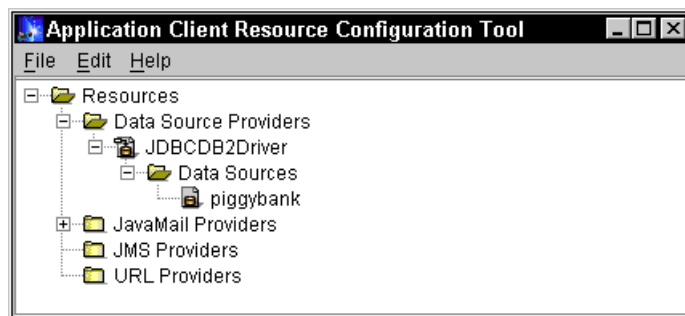 Application Client Resource Configuration Tool
File Edit Help
Resources
Data Source Providers
JDBCDB2Driver
Data Sources
piggybank
JavaMail Providers
JMS Providers
URL Providers